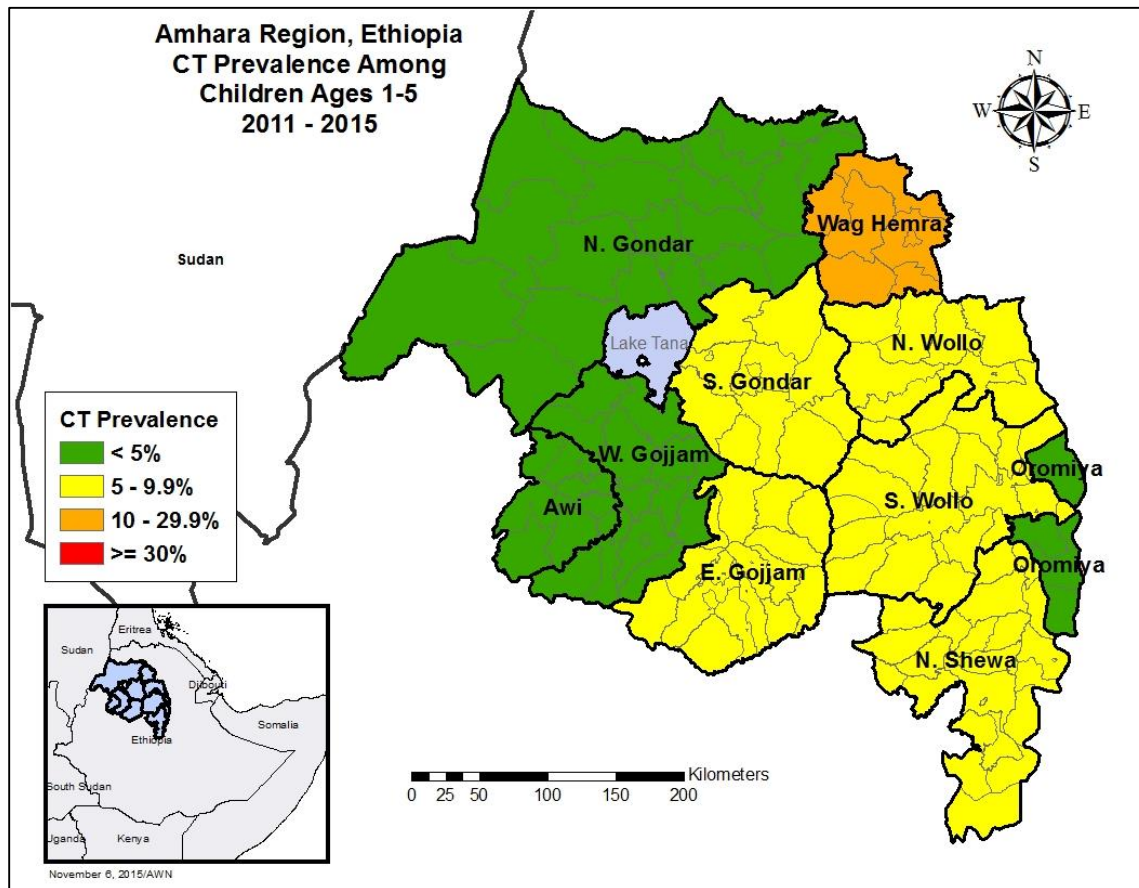 Amhara Region, Ethiopia
CT Prevalence Among
Children Ages 1-5
2011 - 2015
N
W
E
S
Wag Hemra
N. Gondar
Sudan
Lake Tana
N. Wollo
S. Gondar
CT Prevalence
< 5%
5 - 9.9%
10 - 29.9%
>= 30%
W. Gojjam
Oromiya
Awi
S. Wollo
Oromiya
E. Gojjam
N. Shewa
Eritrea
Sudan
Djibouti
Somalia
Ethiopia
South Sudan
Uganda
Kenya
Kilometers
0 25 50 100 150 200
November 6, 2015/AWN